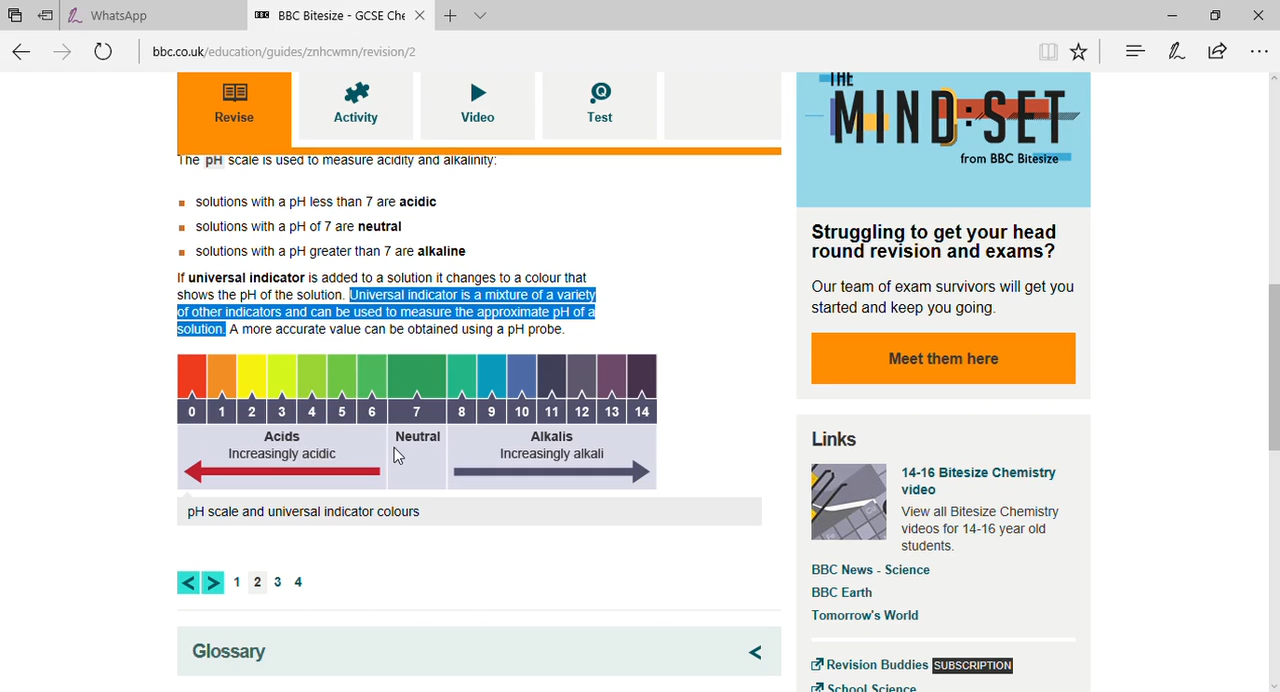 WhatsApp
BBC BBC Bitesize - GCSE Che
bbc.co.uk/education/guides/znhcwmn/revision/2
Revise
Activity
Video
Test
The pH scale is used to measure acidity and alkalinity:
solutions with a pH less than 7 are acidic
solutions with a pH of 7 are neutral
solutions with a pH greater than 7 are alkaline
If universal indicator is added to a solution it changes to a colour that
shows the pH of the solution. Universal indicator is a mixture of a variety
of other indicators and can be used to measure the approximate pH of a
solution. A more accurate value can be obtained using a pH probe.
0 1 2 3 4 5 6 7 8 9 10 11 12 13 14
Acids Neutral Alkalis
Increasingly acidic Increasingly alkali
pH scale and universal indicator colours
< > 1 2 3 4
Glossary <
THE
MIND:SET
from BBC Bitesize
Struggling to get your head
round revision and exams?
Our team of exam survivors will get you
started and keep you going.
Meet them here
Links
14-16 Bitesize Chemistry
video
View all Bitesize Chemistry
videos for 14-16 year old
students.
BBC News - Science
BBC Earth
Tomorrow's World
Revision Buddies SUBSCRIPTION
School Science